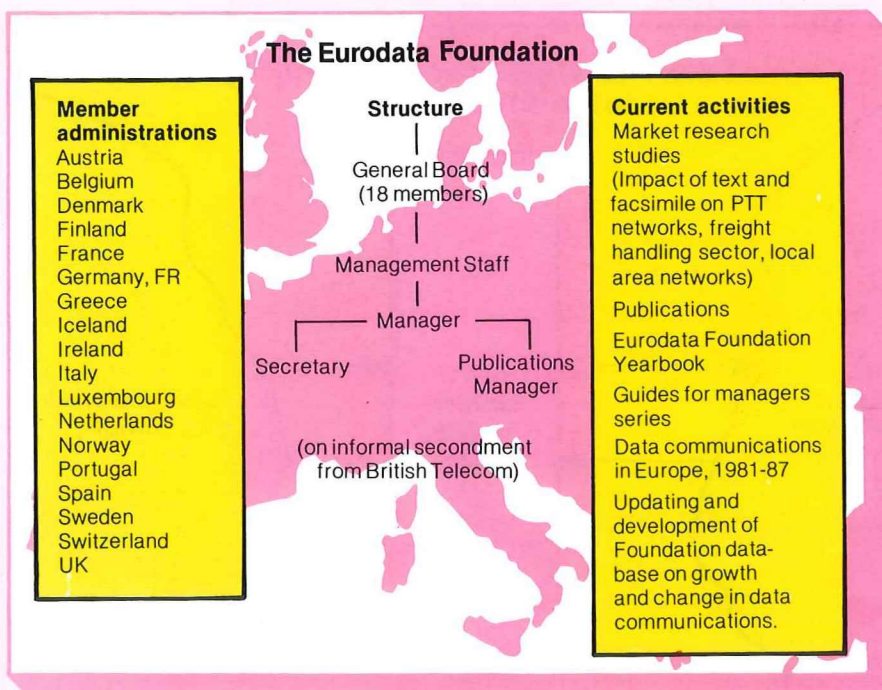 The Eurodata Foundation
Member
administrations
Austria
Belgium
Denmark
Finland
France
Germany, FR
Greece
Iceland
Ireland
Italy
Luxembourg
Netherlands
Norway
Portugal
Spain
Sweden
Switzerland
UK
Structure
General Board
(18 members)
Management Staff
Manager
Secretary
Publications
Manager
(on informal secondment
from British Telecom)
Current activities
Market research
studies
(Impact of text and
facsimile on PTT
networks, freight
handling sector, local
area networks)
Publications
Eurodata Foundation
Yearbook
Guides for managers
series
Data communications
in Europe, 1981-87
Updating and
development of
Foundation data-
base on growth
and change in data
communications.